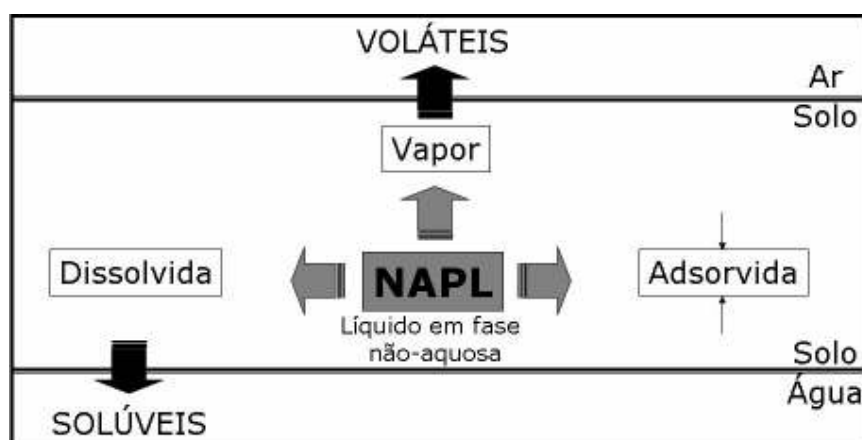 VOLÁTEIS
Ar
Solo
Vapor
Dissolvida
NAPL
Adsorvida
Líquido em fase
não-aquosa
Solo
Água
SOLÚVEIS